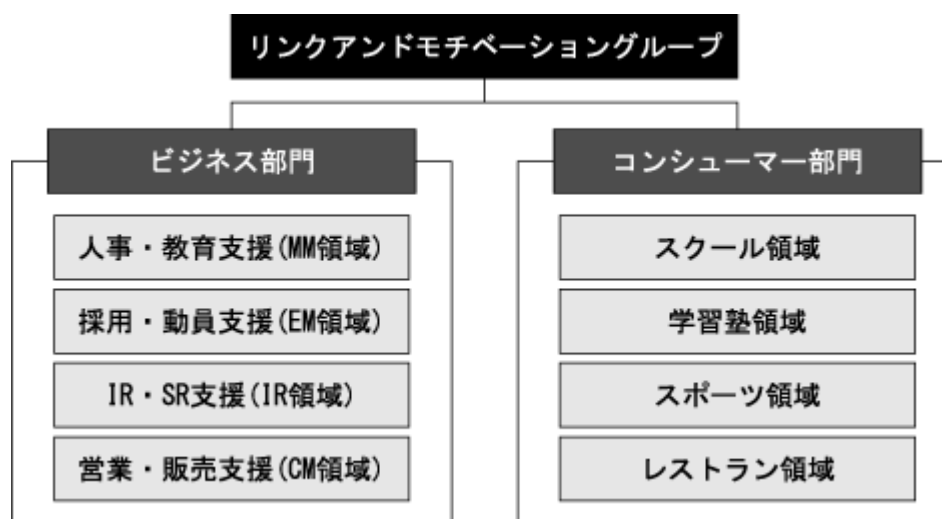 リンクアンドモチベーショングループ
ビジネス部門
人事・教育支援(MM領域)
採用・動員支援(EM領域)
IR・SR支援(IR領域)
営業・販売支援(CM領域)
コンシューマー部門
スクール領域
学習塾領域
スポーツ領域
レストラン領域